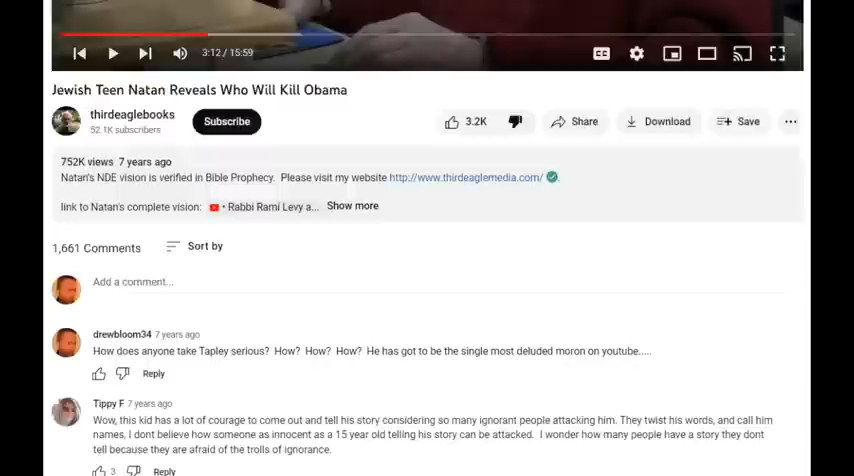 3:12 / 15:59
CC
Jewish Teen Natan Reveals Who Will Kill Obama
thirdeaglebooks
52.1K subscribers
Subscribe
3.2K
Share
Download
Save
752K views 7 years ago
Natan's NDE vision is verified in Bible Prophecy. Please visit my website http://www.thirdeaglemedia.com/ .
link to Natan's complete vision: • Rabbi Rami Levy a... Show more
1,661 Comments
Sort by
Add a comment...
drewbloom34 7 years ago
How does anyone take Tapley serious? How? How? How? He has got to be the single most deluded moron on youtube.....
Reply
Tippy F 7 years ago
Wow, this kid has a lot of courage to come out and tell his story considering so many ignorant people attacking him. They twist his words, and call him
names, I dont believe how someone as innocent as a 15 year old telling his story can be attacked. I wonder how many people have a story they dont
tell because they are afraid of the trolls of ignorance.
3
Reply